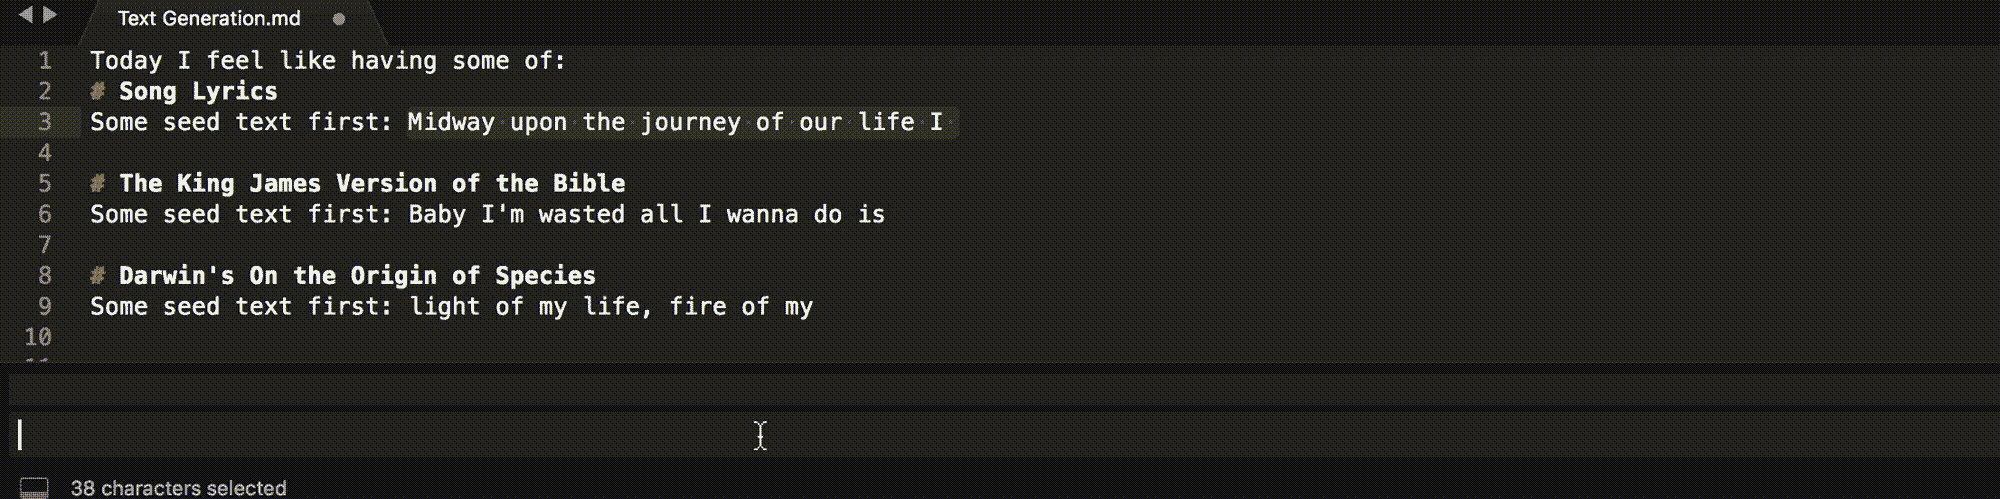 Text Generation.md
1 Today I feel like having some of:
2 # Song Lyrics
3 Some seed text first: Midway upon the journey of our life I
4
5 # The King James Version of the Bible
6 Some seed text first: Baby I'm wasted all I wanna do is
7
8 # Darwin's On the Origin of Species
9 Some seed text first: light of my life, fire of my
10
38 characters selected